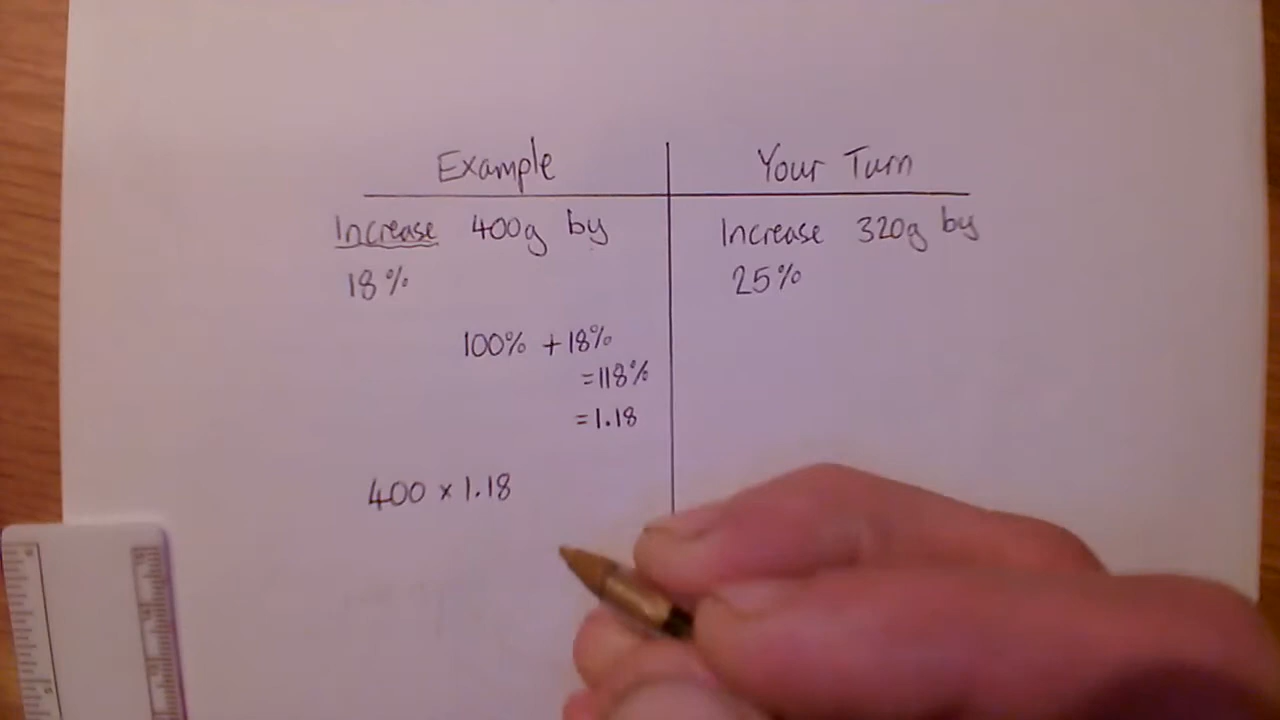 Example
Increase 400g by
18%
100% + 18%
= 118%
= 1.18
400 × 1.18
Your Turn
Increase 320g by
25%